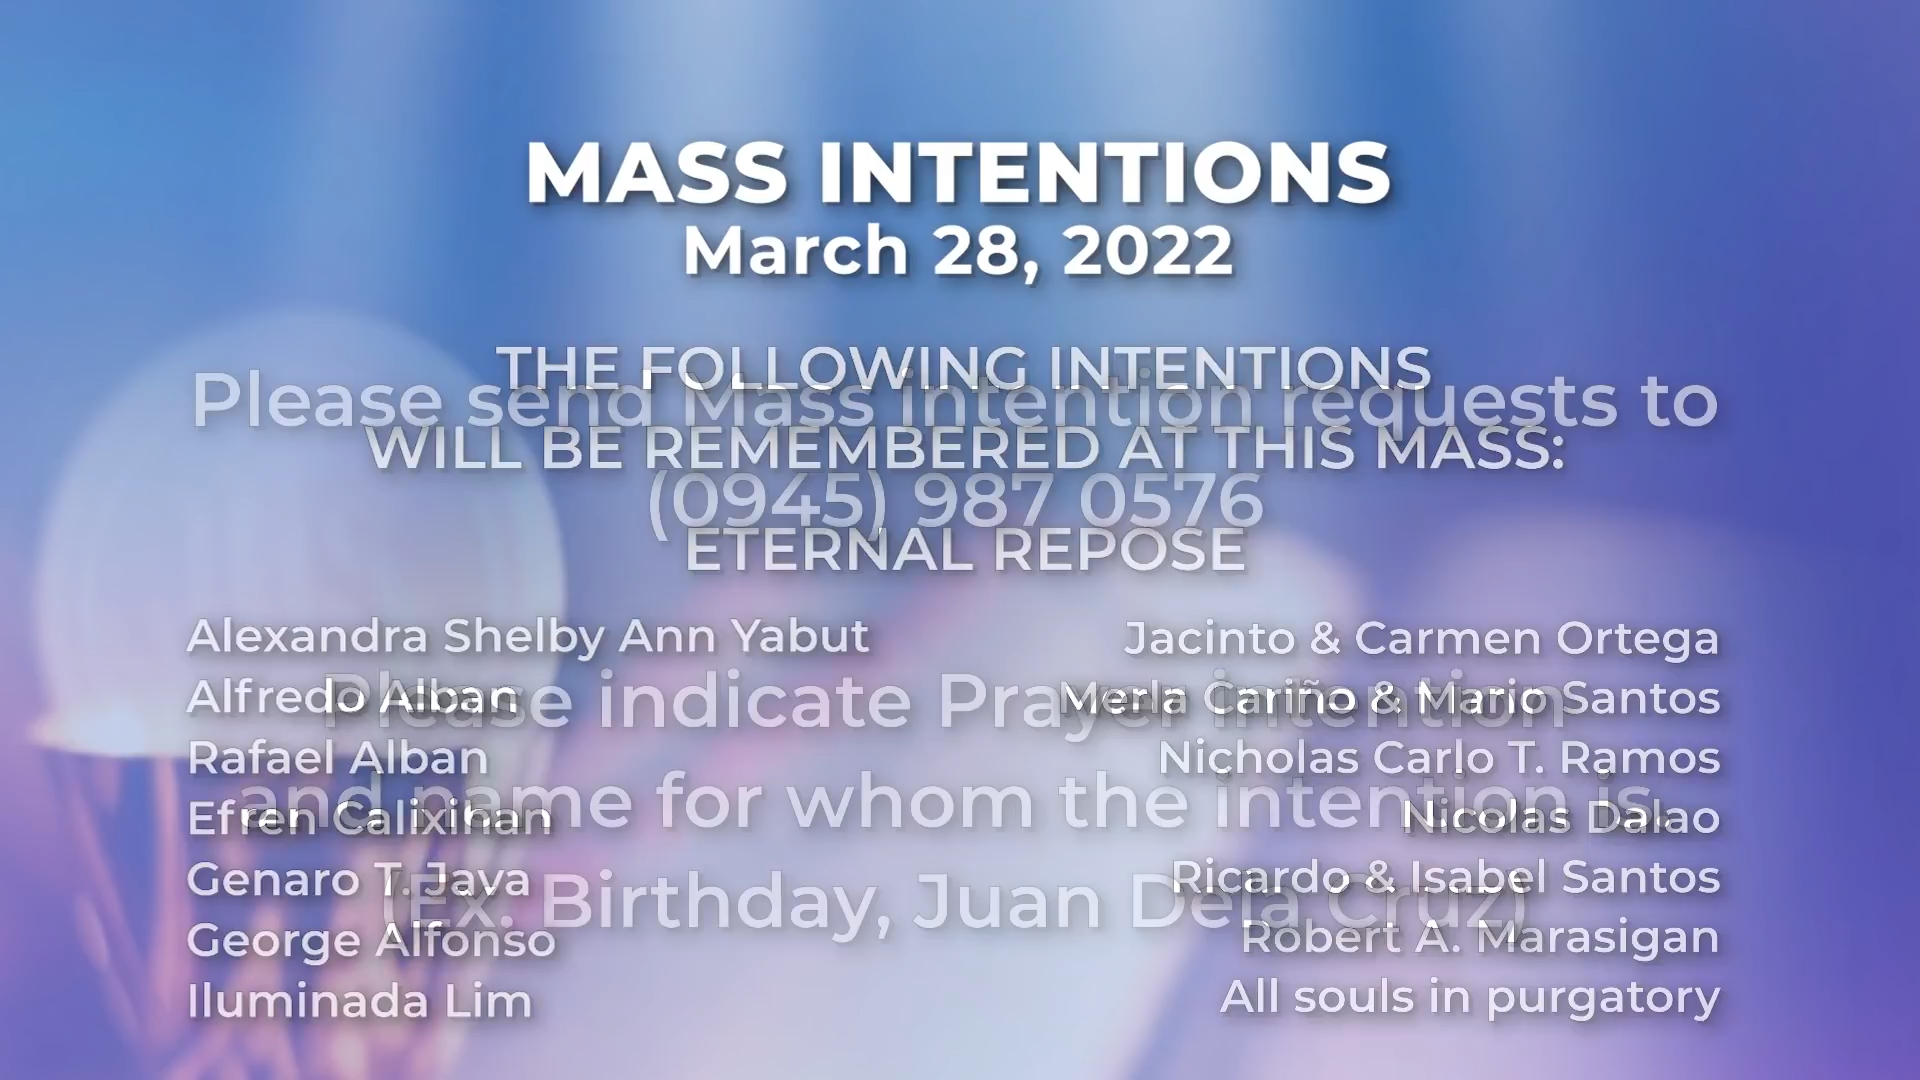 MASS INTENTIONS
March 28, 2022
THE FOLLOWING INTENTIONS
WILL BE REMEMBERED AT THIS MASS:
ETERNAL REPOSE
Alexandra Shelby Ann Yabut
Alfredo Alban
Rafael Alban
Efren Calixihan
Genaro T. Java
George Alfonso
Iluminada Lim
Jacinto & Carmen Ortega
Merla Cariño & Mario Santos
Nicholas Carlo T. Ramos
Nicolas Dalao
Ricardo & Isabel Santos
Robert A. Marasigan
All souls in purgatory
Please send Mass intention requests to
(0945) 987 0576
Please indicate Prayer intention
and name for whom the intention is.
(Ex. Birthday, Juan Dela Cruz)